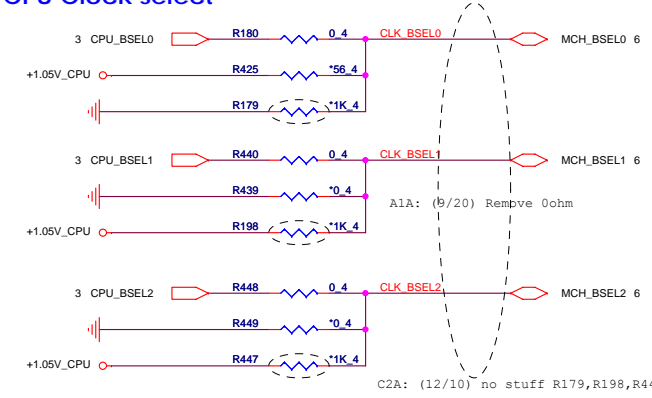 CPU Clock select
3 CPU_BSEL0 R180 0_4 CLK_BSEL0 MCH_BSEL0 6
+1.05V_CPU R425 *56_4
R179 *1K_4
3 CPU_BSEL1 R440 0_4 CLK_BSEL1 MCH_BSEL1 6
R439 *0_4
A1A: (9/20) Remove 0ohm
+1.05V_CPU R198 *1K_4
3 CPU_BSEL2 R448 0_4 CLK_BSEL2 MCH_BSEL2 6
R449 *0_4
+1.05V_CPU R447 *1K_4
C2A: (12/10) no stuff R179,R198,R44